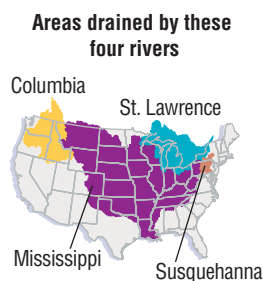 Areas drained by these
four rivers
Columbia
St. Lawrence
Mississippi
Susquehanna